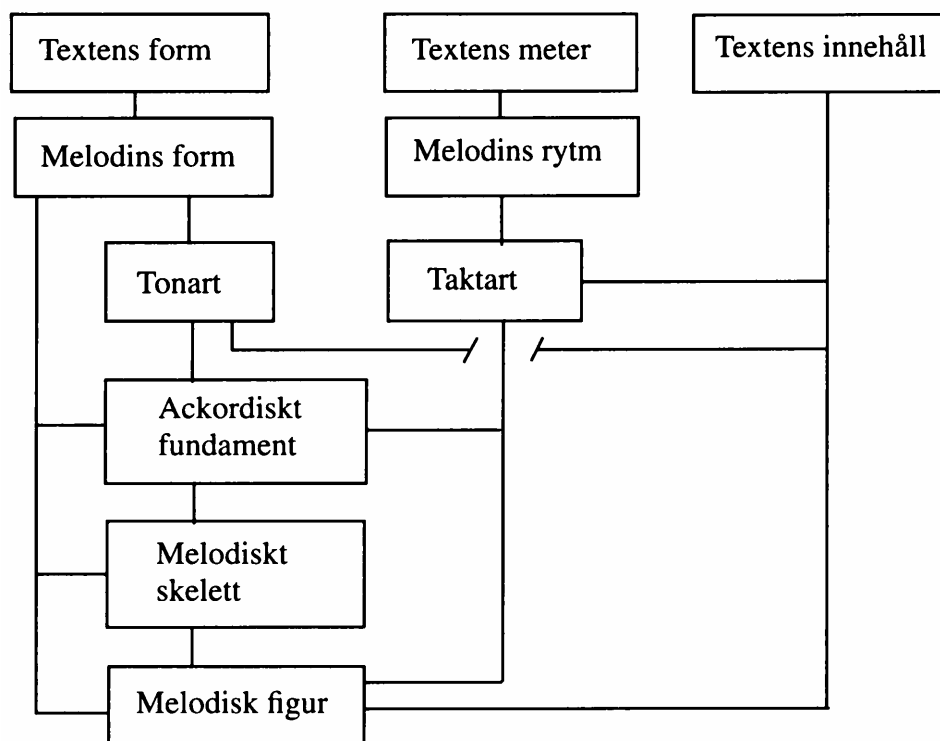 Textens form
Textens meter
Textens innehåll
Melodins form
Melodins rytm
Tonart
Taktart
Ackordiskt
fundament
Melodiskt
skelett
Melodisk figur